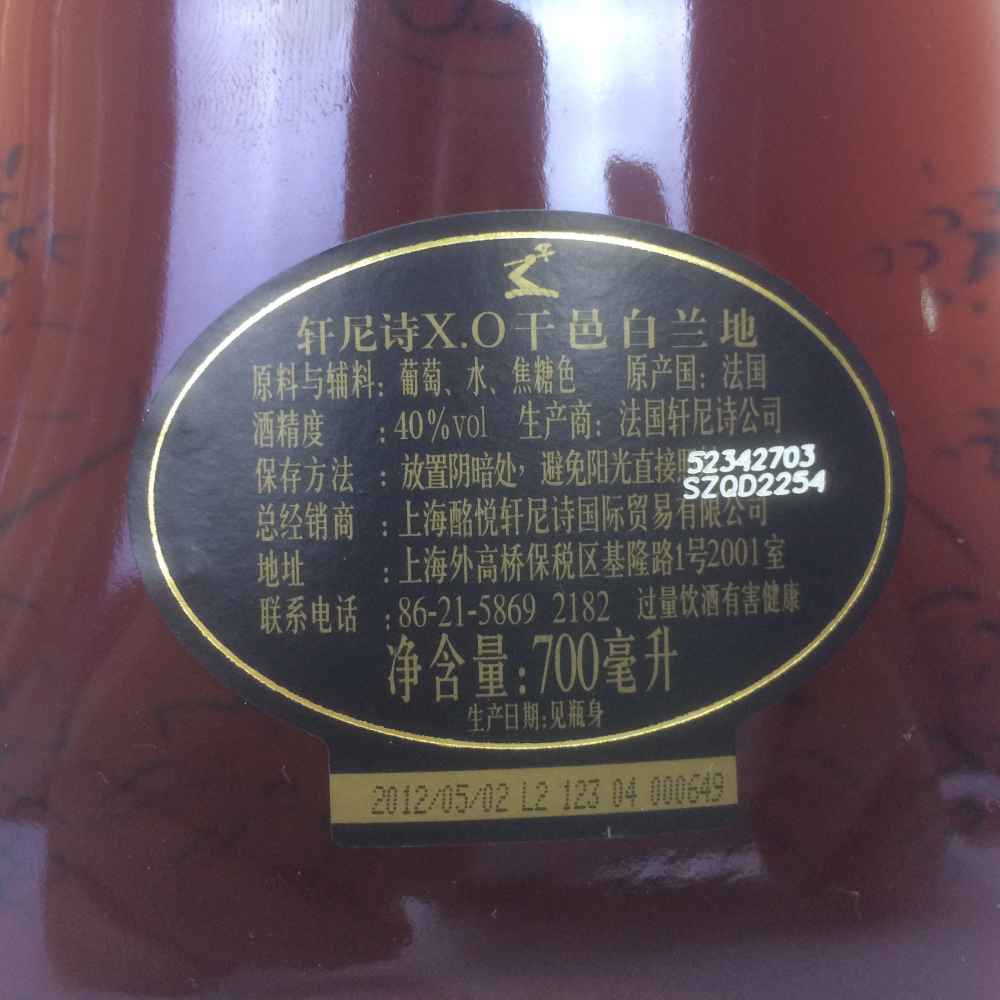 轩尼诗X.O干邑白兰地
原料与辅料：葡萄、水、焦糖色 原产国：法国
酒精度 ：40%vol 生产商：法国轩尼诗公司
保存方法 ：放置阴暗处，避免阳光直接
52342703
SZQD2254
总经销商 ：上海酩悦轩尼诗国际贸易有限公司
地址 ：上海外高桥保税区基隆路1号2001室
联系电话 ：86-21-5869 2182 过量饮酒有害健康
净含量：700毫升
生产日期：见瓶身
2012/05/02 L2 123 04 000649